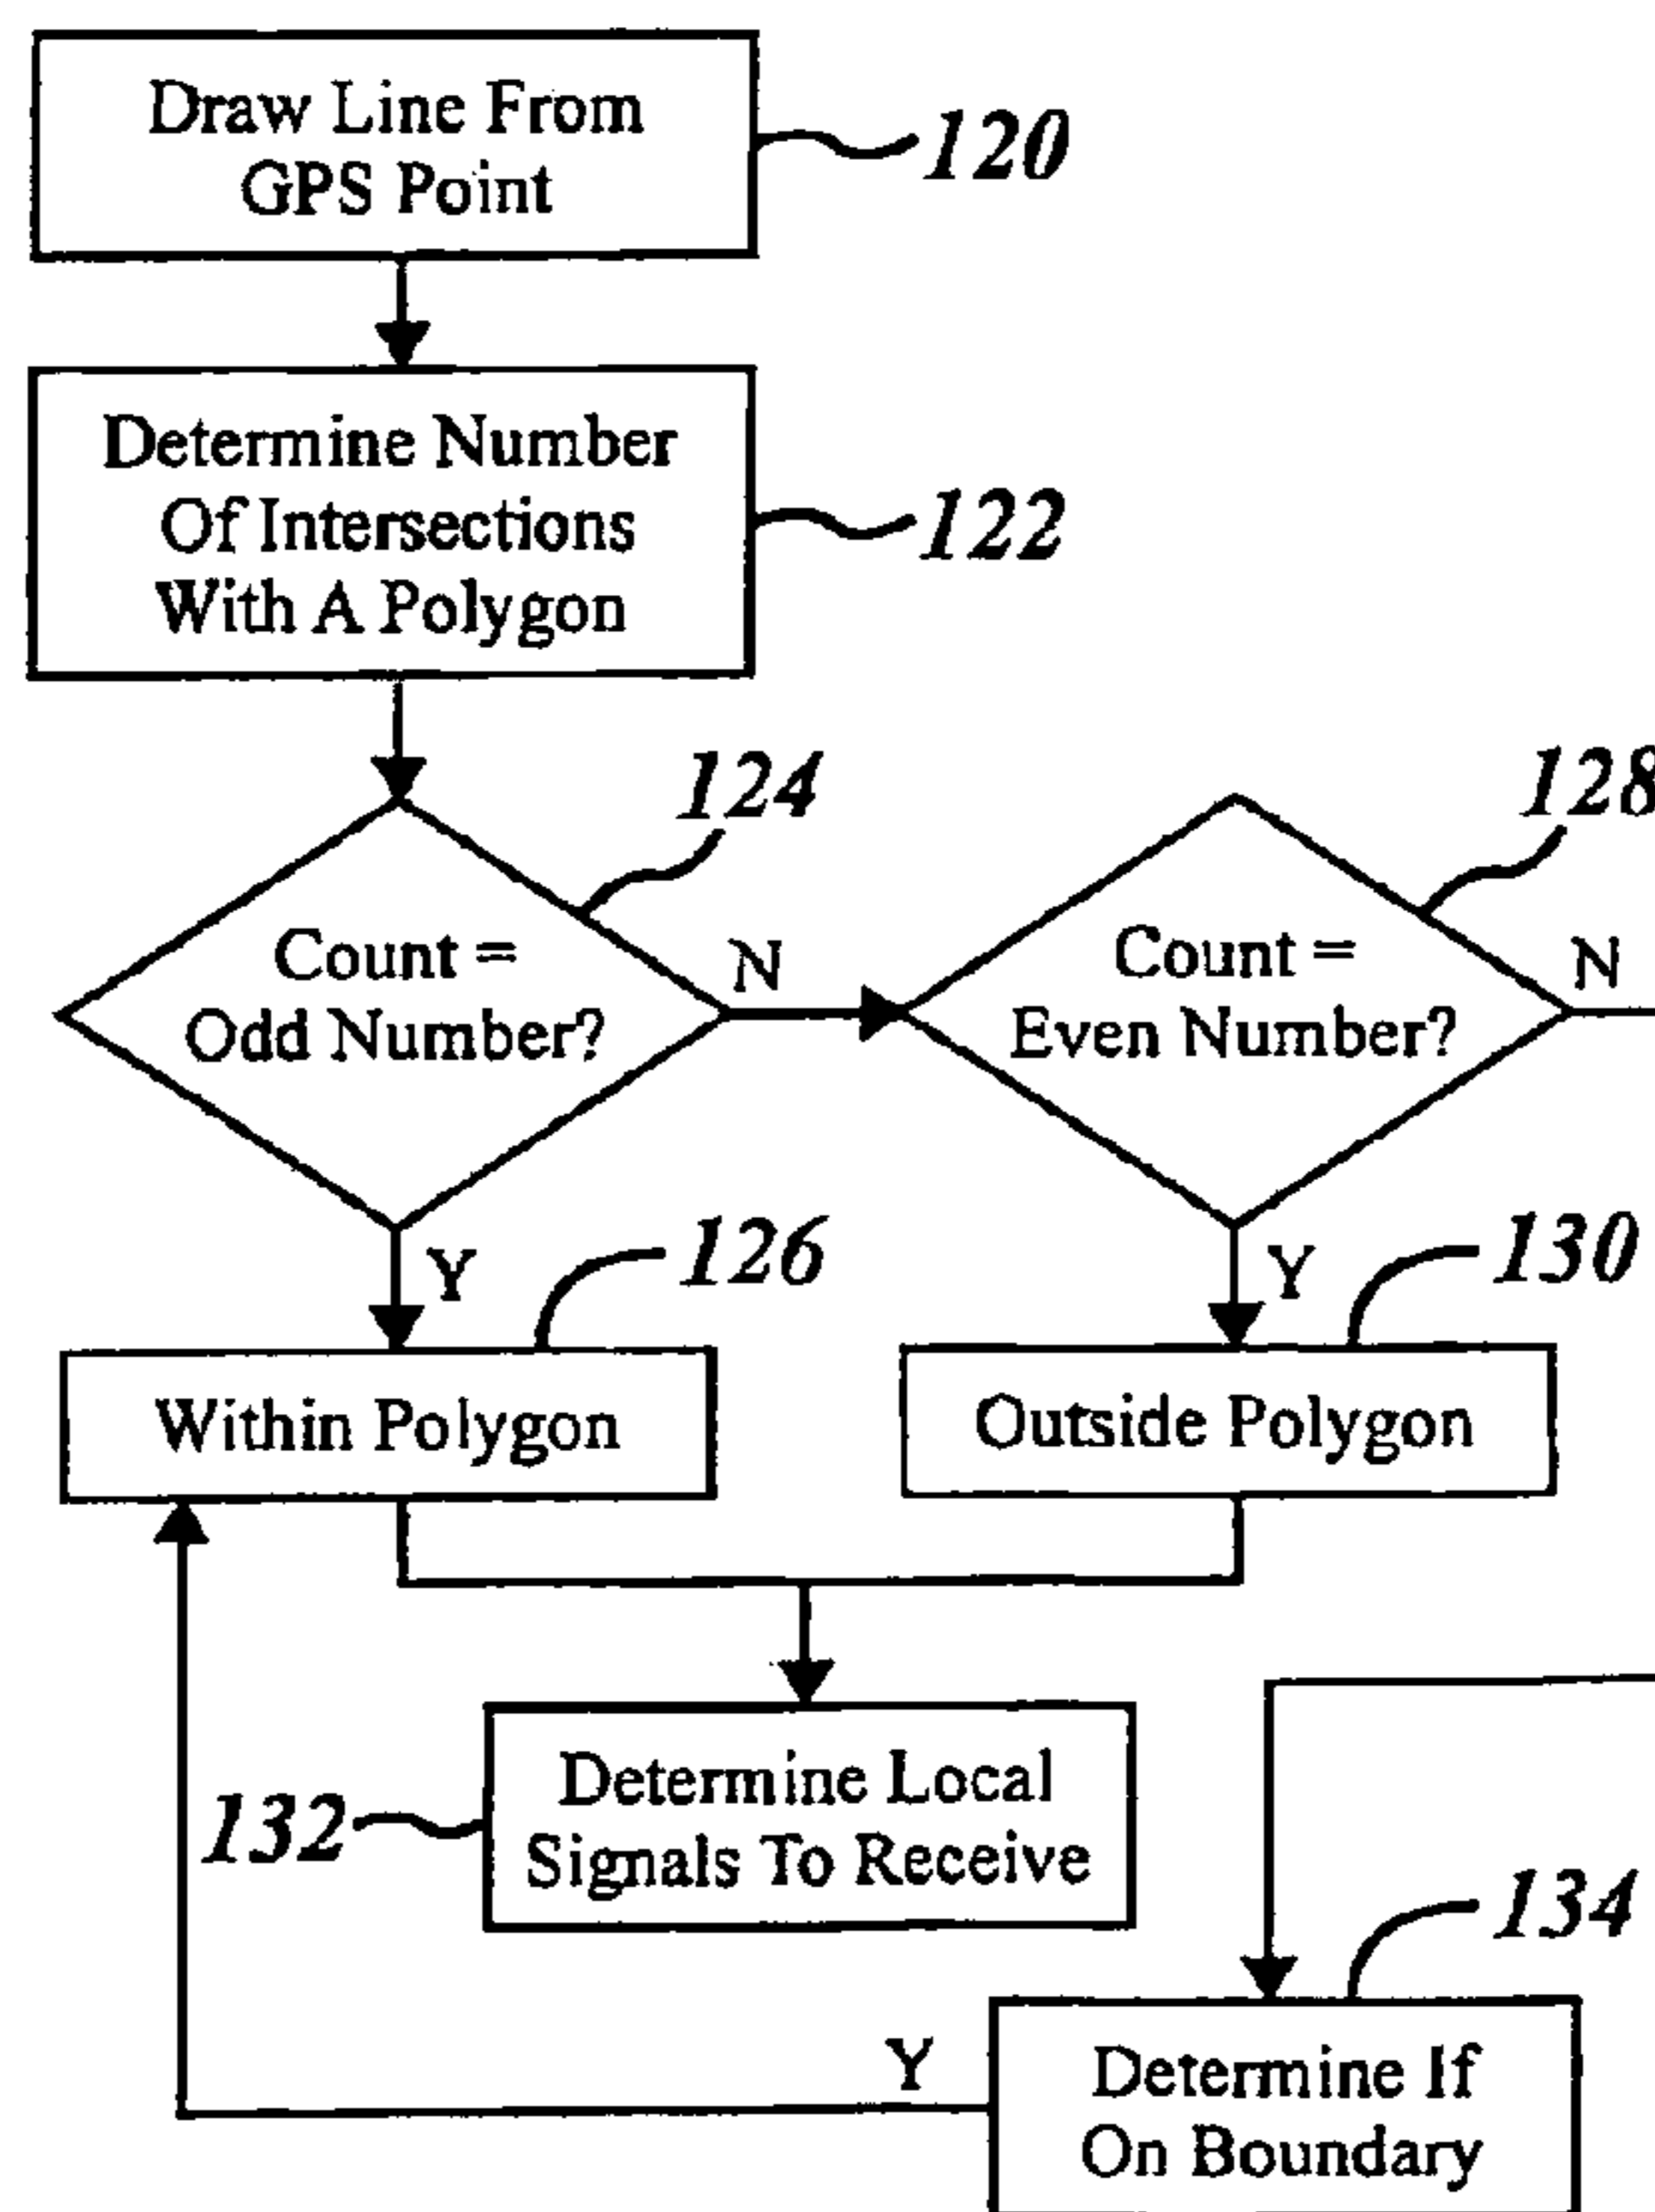 Draw Line From
GPS Point
120
Determine Number
Of Intersections
With A Polygon
122
124
128
Count =
Odd Number?
N
Count =
Even Number?
N
Y
126
Y
130
Within Polygon
Outside Polygon
Determine Local
Signals To Receive
132
134
Y
Determine If
On Boundary